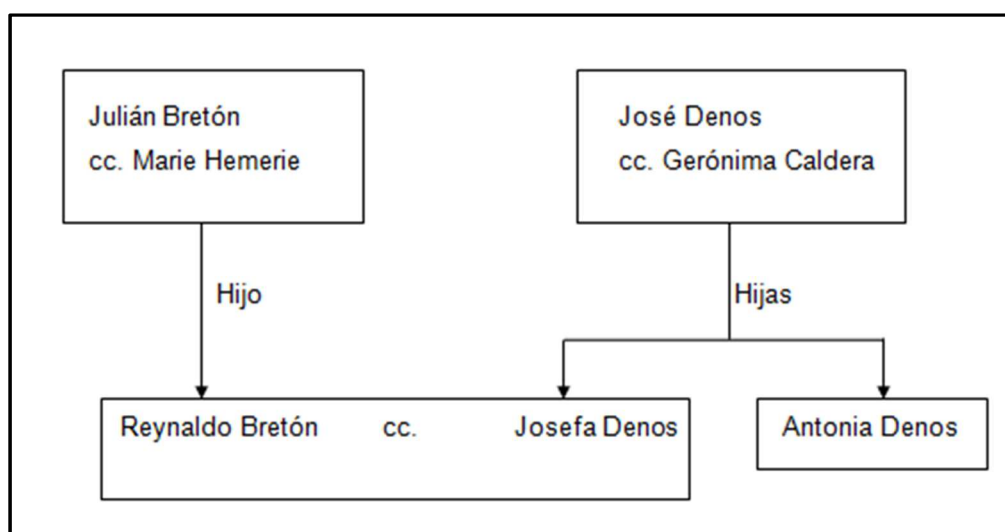 Julián Bretón
cc. Marie Hemerie
José Denos
cc. Gerónima Caldera
Hijo
Hijas
Reynaldo Bretón cc. Josefa Denos
Antonia Denos